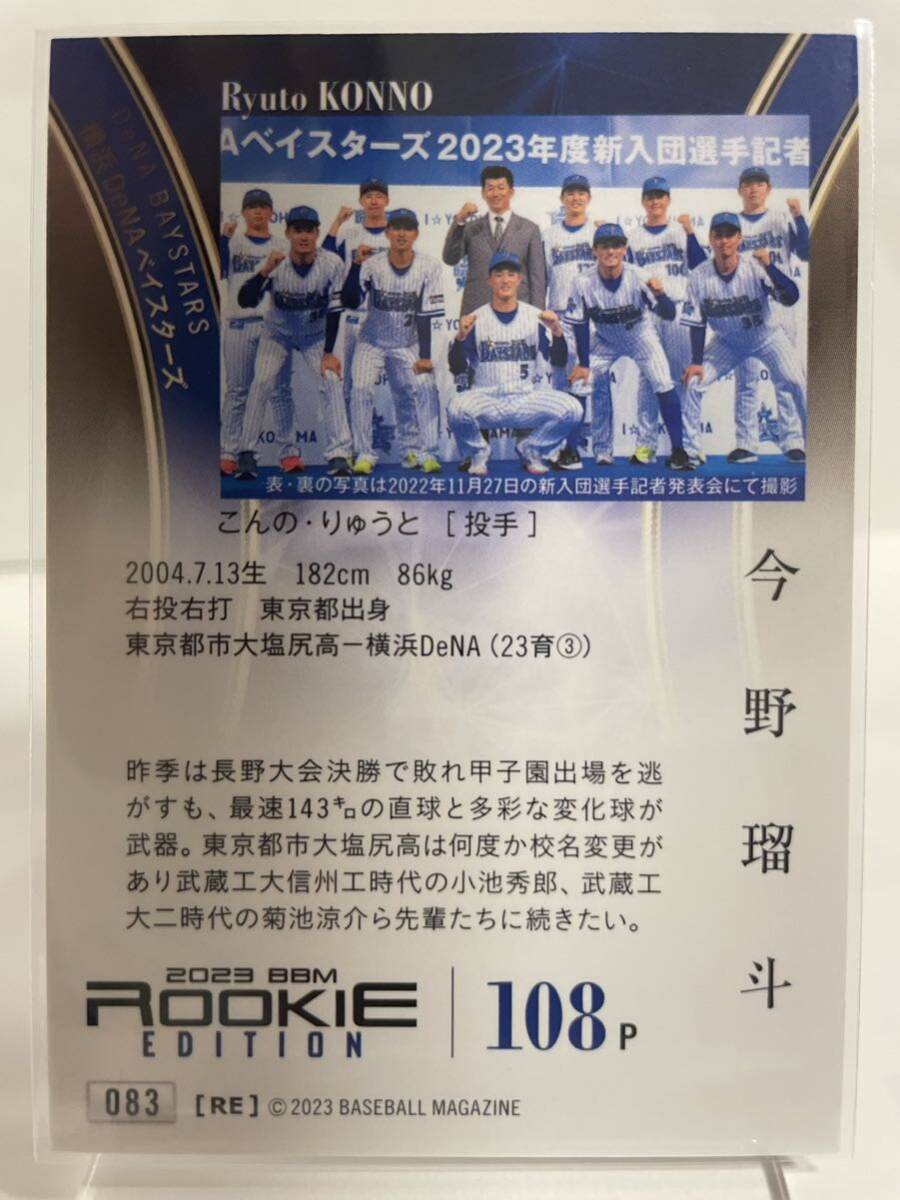 Ryuto KONNO
DeNA BAYSTARS
横浜DeNAベイスターズ
Aベイスターズ2023年度新入団選手記者
表・裏の写真は2022年11月27日の新入団選手記者発表会にて撮影
こんの・りゅうと [投手]
今野瑠斗
2004.7.13生 182cm 86kg
右投右打 東京都出身
東京都市大塩尻高－横浜DeNA（23育③）
昨季は長野大会決勝で敗れ甲子園出場を逃
がすも、最速143㌔の直球と多彩な変化球が
武器。東京都市大塩尻高は何度か校名変更が
あり武蔵工大信州工時代の小池秀郎、武蔵工
大二時代の菊池涼介ら先輩たちに続きたい。
2023 BBM
ROOKIE
EDITION
108 P
083 [RE] © 2023 BASEBALL MAGAZINE